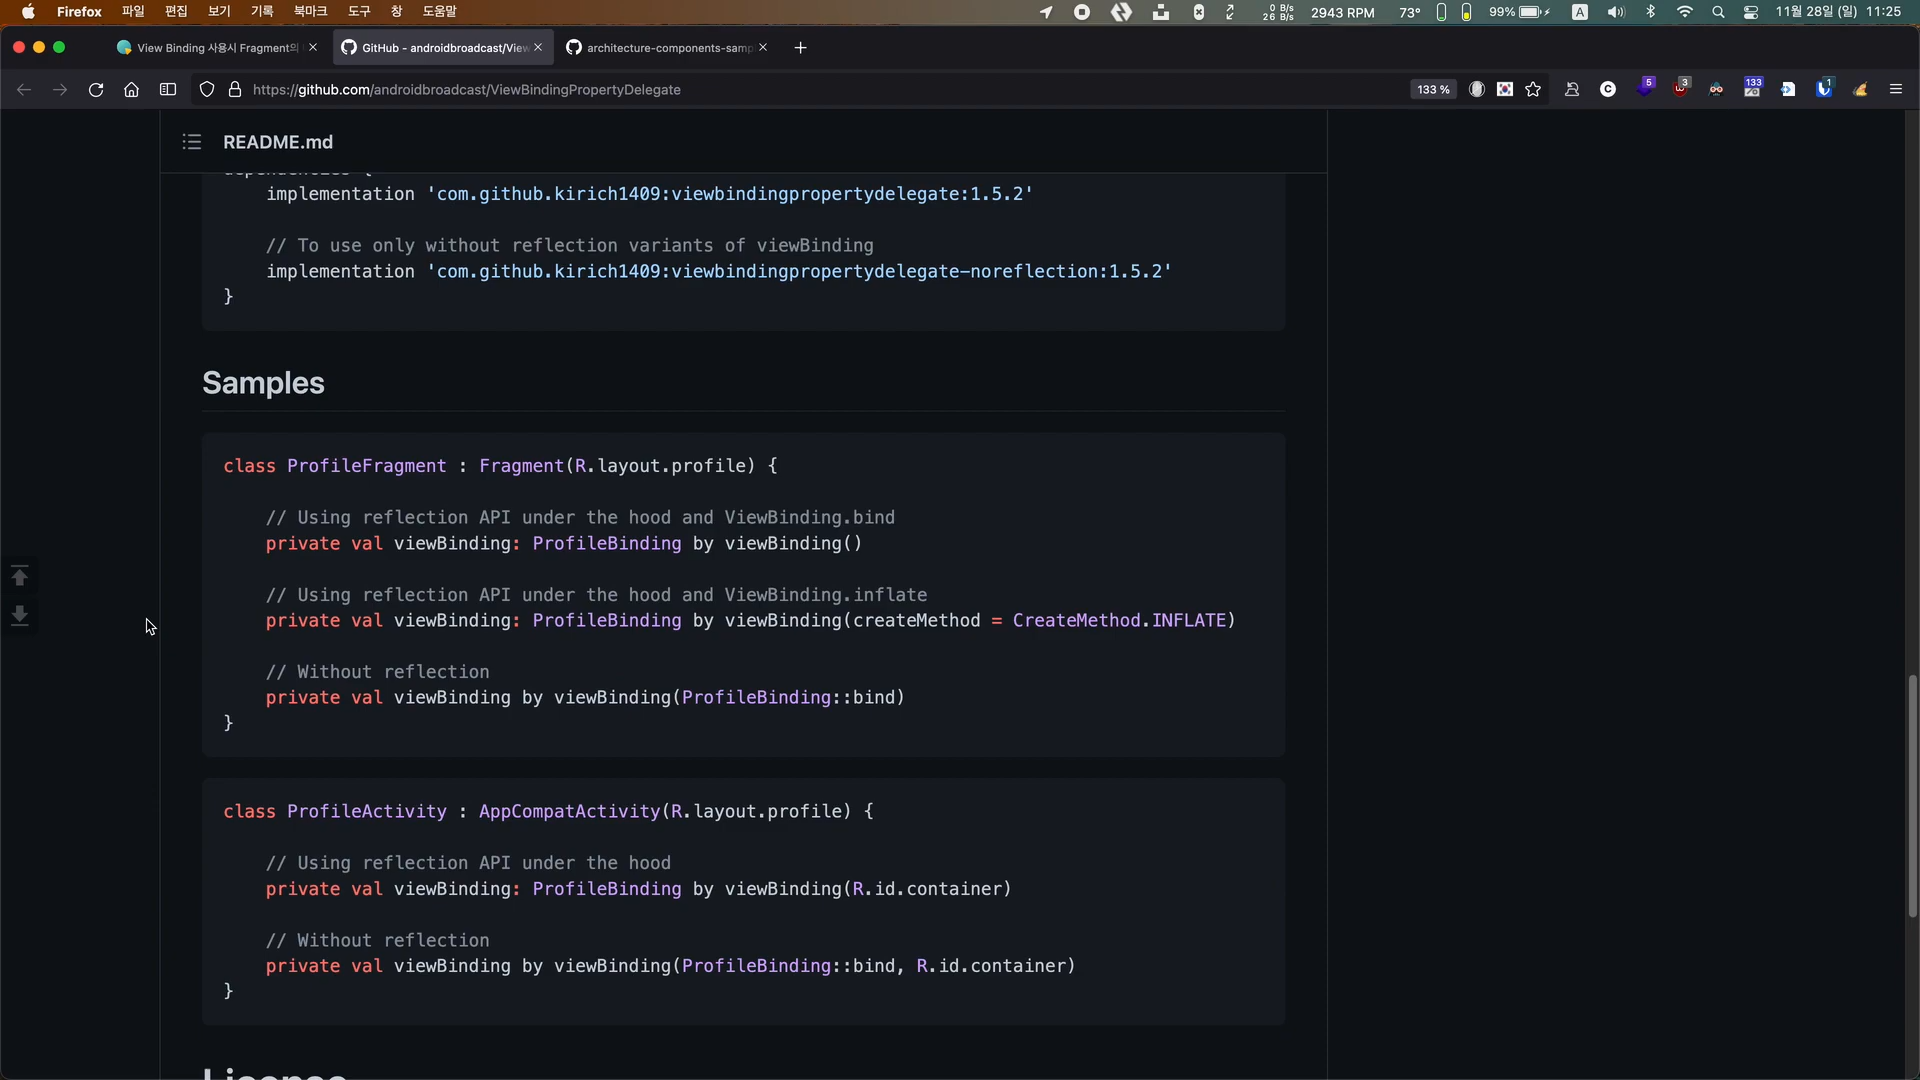 Firefox 파일 편집 보기 기록 북마크 도구 창 도움말 0 B/s 26 B/s 2943 RPM 73° 99% A 11월 28일 (일) 11:25
View Binding 사용시 Fragment의 GitHub - androidbroadcast/View architecture-components-samp
https://github.com/androidbroadcast/ViewBindingPropertyDelegate 133 % C 5 3 133 1
README.md
dependencies {
implementation 'com.github.kirich1409:viewbindingpropertydelegate:1.5.2'
// To use only without reflection variants of viewBinding
implementation 'com.github.kirich1409:viewbindingpropertydelegate-noreflection:1.5.2'
}
Samples
class ProfileFragment : Fragment(R.layout.profile) {
// Using reflection API under the hood and ViewBinding.bind
private val viewBinding: ProfileBinding by viewBinding()
// Using reflection API under the hood and ViewBinding.inflate
private val viewBinding: ProfileBinding by viewBinding(createMethod = CreateMethod.INFLATE)
// Without reflection
private val viewBinding by viewBinding(ProfileBinding::bind)
}
class ProfileActivity : AppCompatActivity(R.layout.profile) {
// Using reflection API under the hood
private val viewBinding: ProfileBinding by viewBinding(R.id.container)
// Without reflection
private val viewBinding by viewBinding(ProfileBinding::bind, R.id.container)
}
License